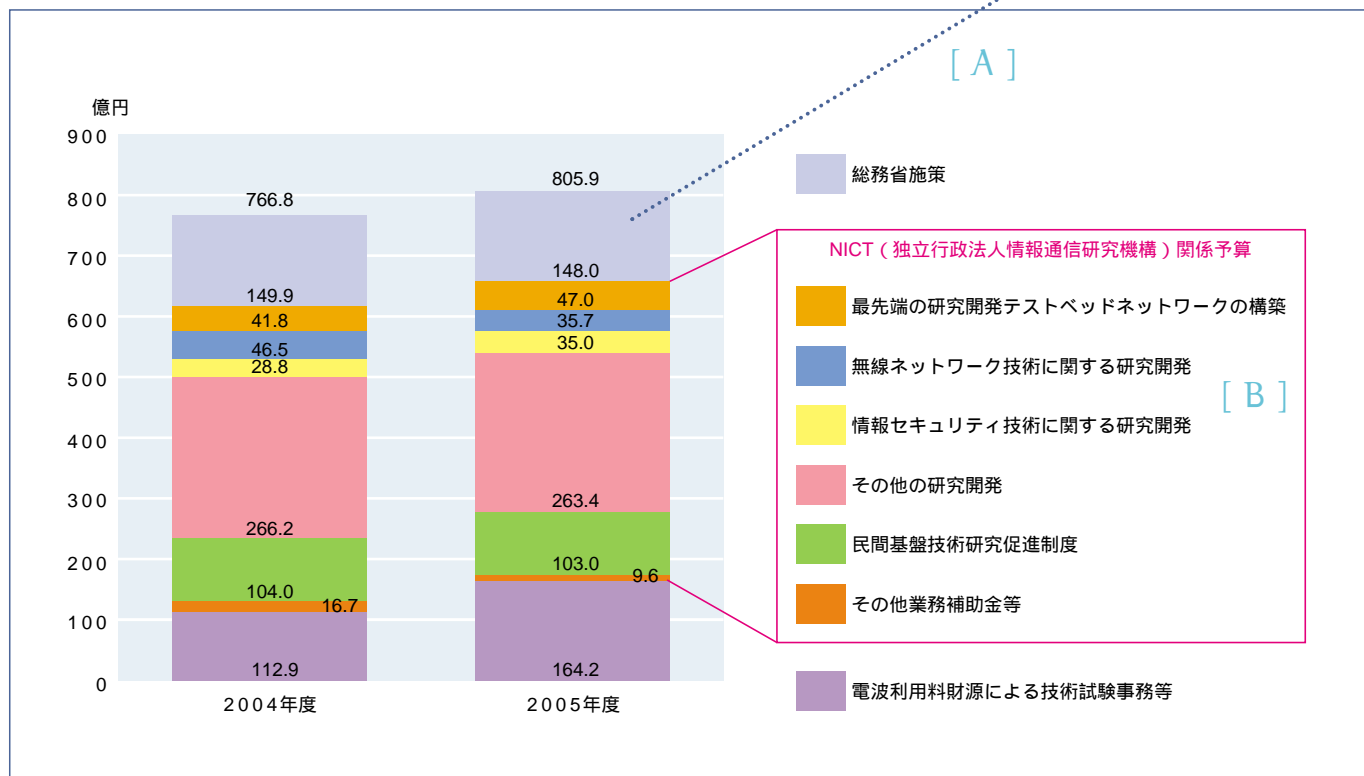 [ A ]
億円
900
800
700
600
500
400
300
200
100
0
766.8
149.9
41.8
46.5
28.8
266.2
104.0
16.7
112.9
2004年度
805.9
148.0
47.0
35.7
35.0
263.4
103.0
9.6
164.2
2005年度
総務省施策
NICT（独立行政法人情報通信研究機構）関係予算
最先端の研究開発テストベッドネットワークの構築
無線ネットワーク技術に関する研究開発
[ B ]
情報セキュリティ技術に関する研究開発
その他の研究開発
民間基盤技術研究促進制度
その他業務補助金等
電波利用料財源による技術試験事務等